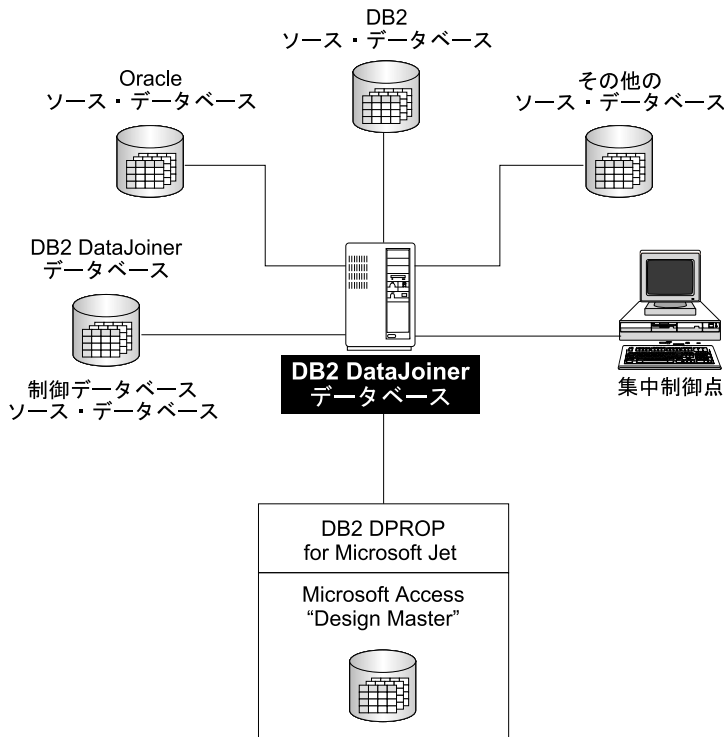 DB2
ソース・データベース
Oracle
ソース・データベース
その他の
ソース・データベース
DB2 DataJoiner
データベース
制御データベース
ソース・データベース
DB2 DataJoiner
データベース
集中制御点
DB2 DPROP
for Microsoft Jet
Microsoft Access
“Design Master”